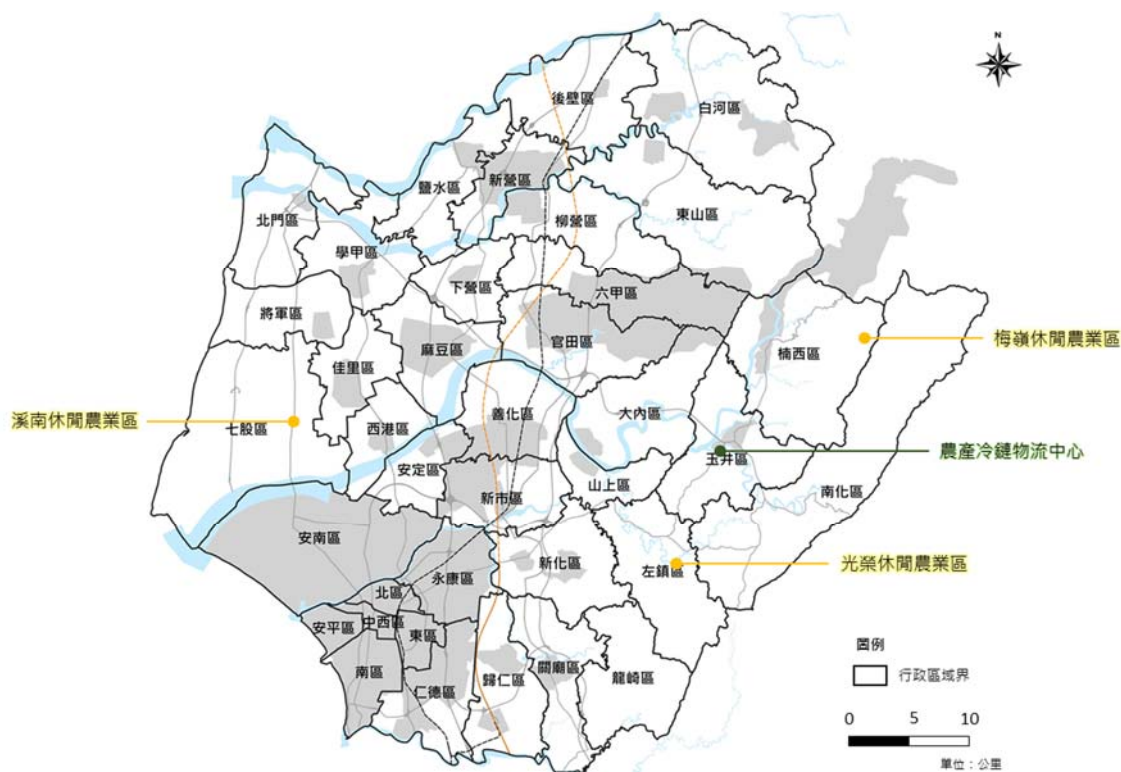 N
後壁區
白河區
鹽水區
新營區
東山區
北門區
柳營區
學甲區
下營區
六甲區
將軍區
官田區
梅嶺休閒農業區
麻豆區
楠西區
佳里區
溪南休閒農業區
七股區
西港區
善化區
大內區
農產冷鏈物流中心
玉井區
安定區
山上區
新市區
南化區
安南區
新化區
左鎮區
光榮休閒農業區
永康區
北區
安平區
中西區
東區
圖例
南區
仁德區
歸仁區
關廟區
龍崎區
行政區域界
0 5 10
單位：公里